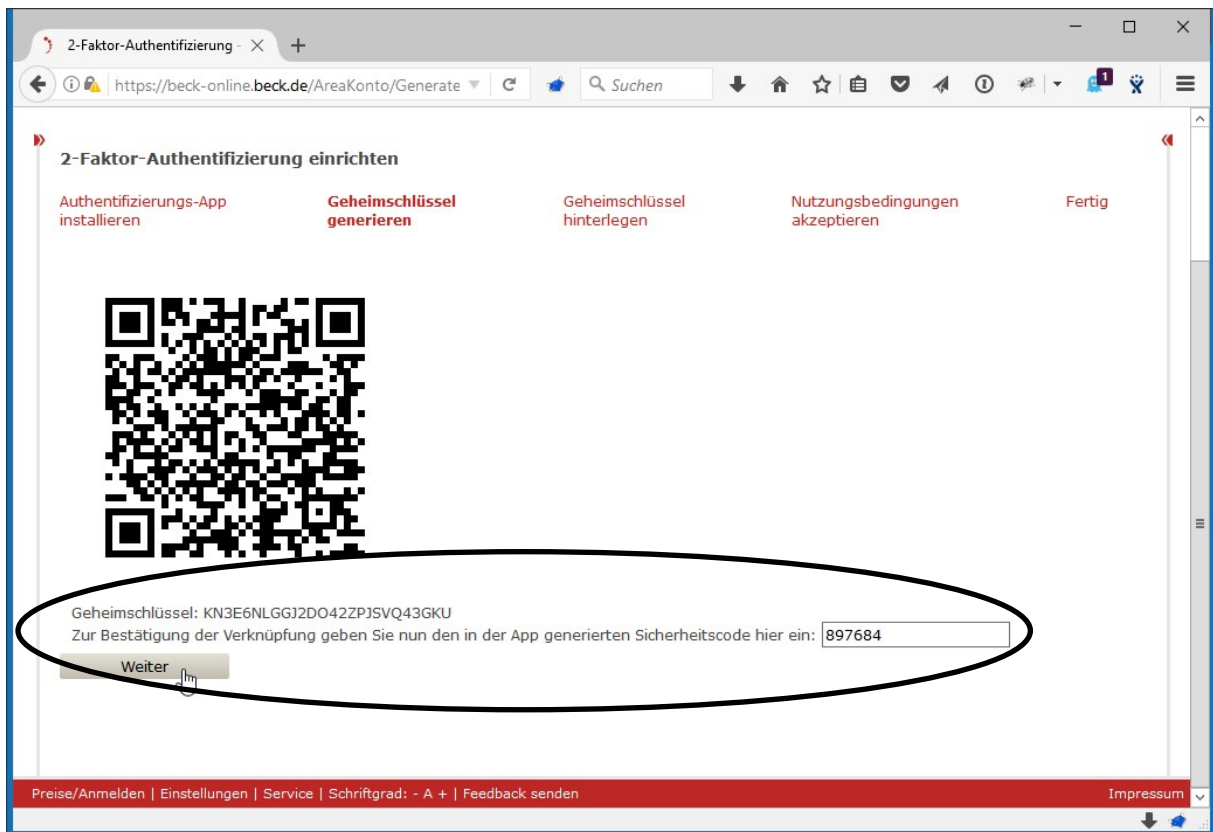 2-Faktor-Authentifizierung -
https://beck-online.beck.de/AreaKonto/Generate
Suchen
1
2-Faktor-Authentifizierung einrichten
Authentifizierungs-App
installieren
Geheimschlüssel
generieren
Geheimschlüssel
hinterlegen
Nutzungsbedingungen
akzeptieren
Fertig
Geheimschlüssel: KN3E6NLGGJ2DO42ZPJSVQ43GKU
Zur Bestätigung der Verknüpfung geben Sie nun den in der App generierten Sicherheitscode hier ein: 897684
Weiter
Preise/Anmelden | Einstellungen | Service | Schriftgrad: - A + | Feedback senden Impressum